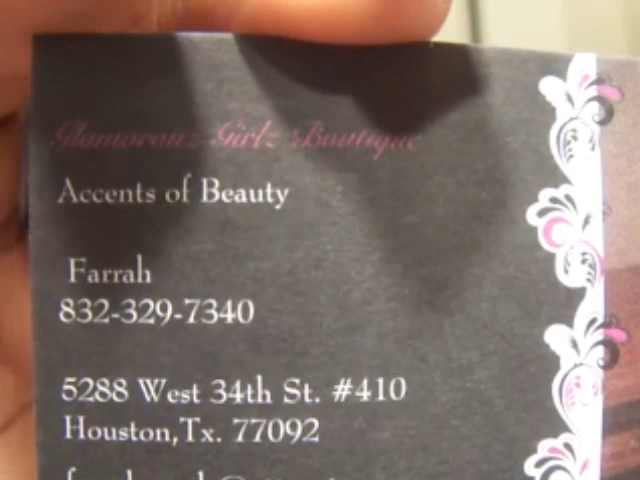 Glamorouz Girlz Boutique
Accents of Beauty
Farrah
832-329-7340
5288 West 34th St. #410
Houston,Tx. 77092